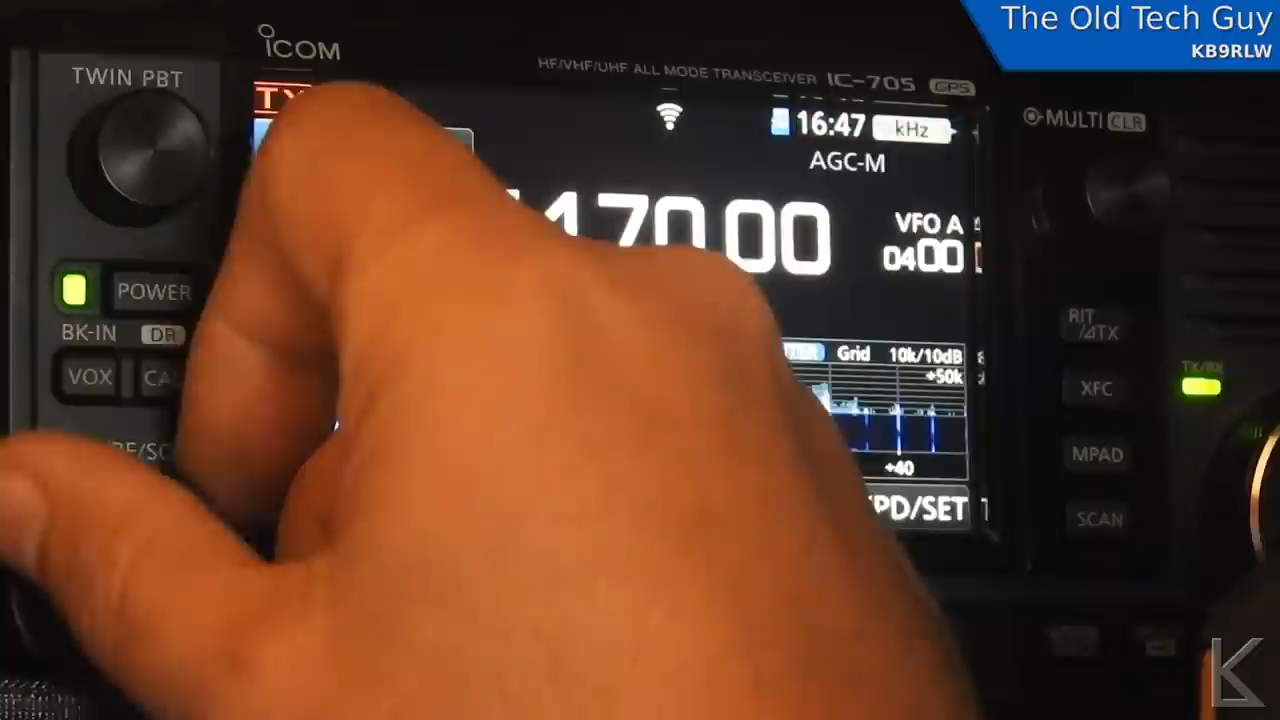 The Old Tech Guy
KB9RLW
ICOM
HF/VHF/UHF ALL MODE TRANSCEIVER IC-705 GPS
TWIN PBT
16:47 kHz
AGC-M
MULTI CLR
170.00
VFO A
0400
POWER
BK-IN DR
VOX
Grid 10k/10dB
+50k
+40
RIT
/⊿TX
TX/RX
XFC
MPAD
SCAN
PD/SET
K